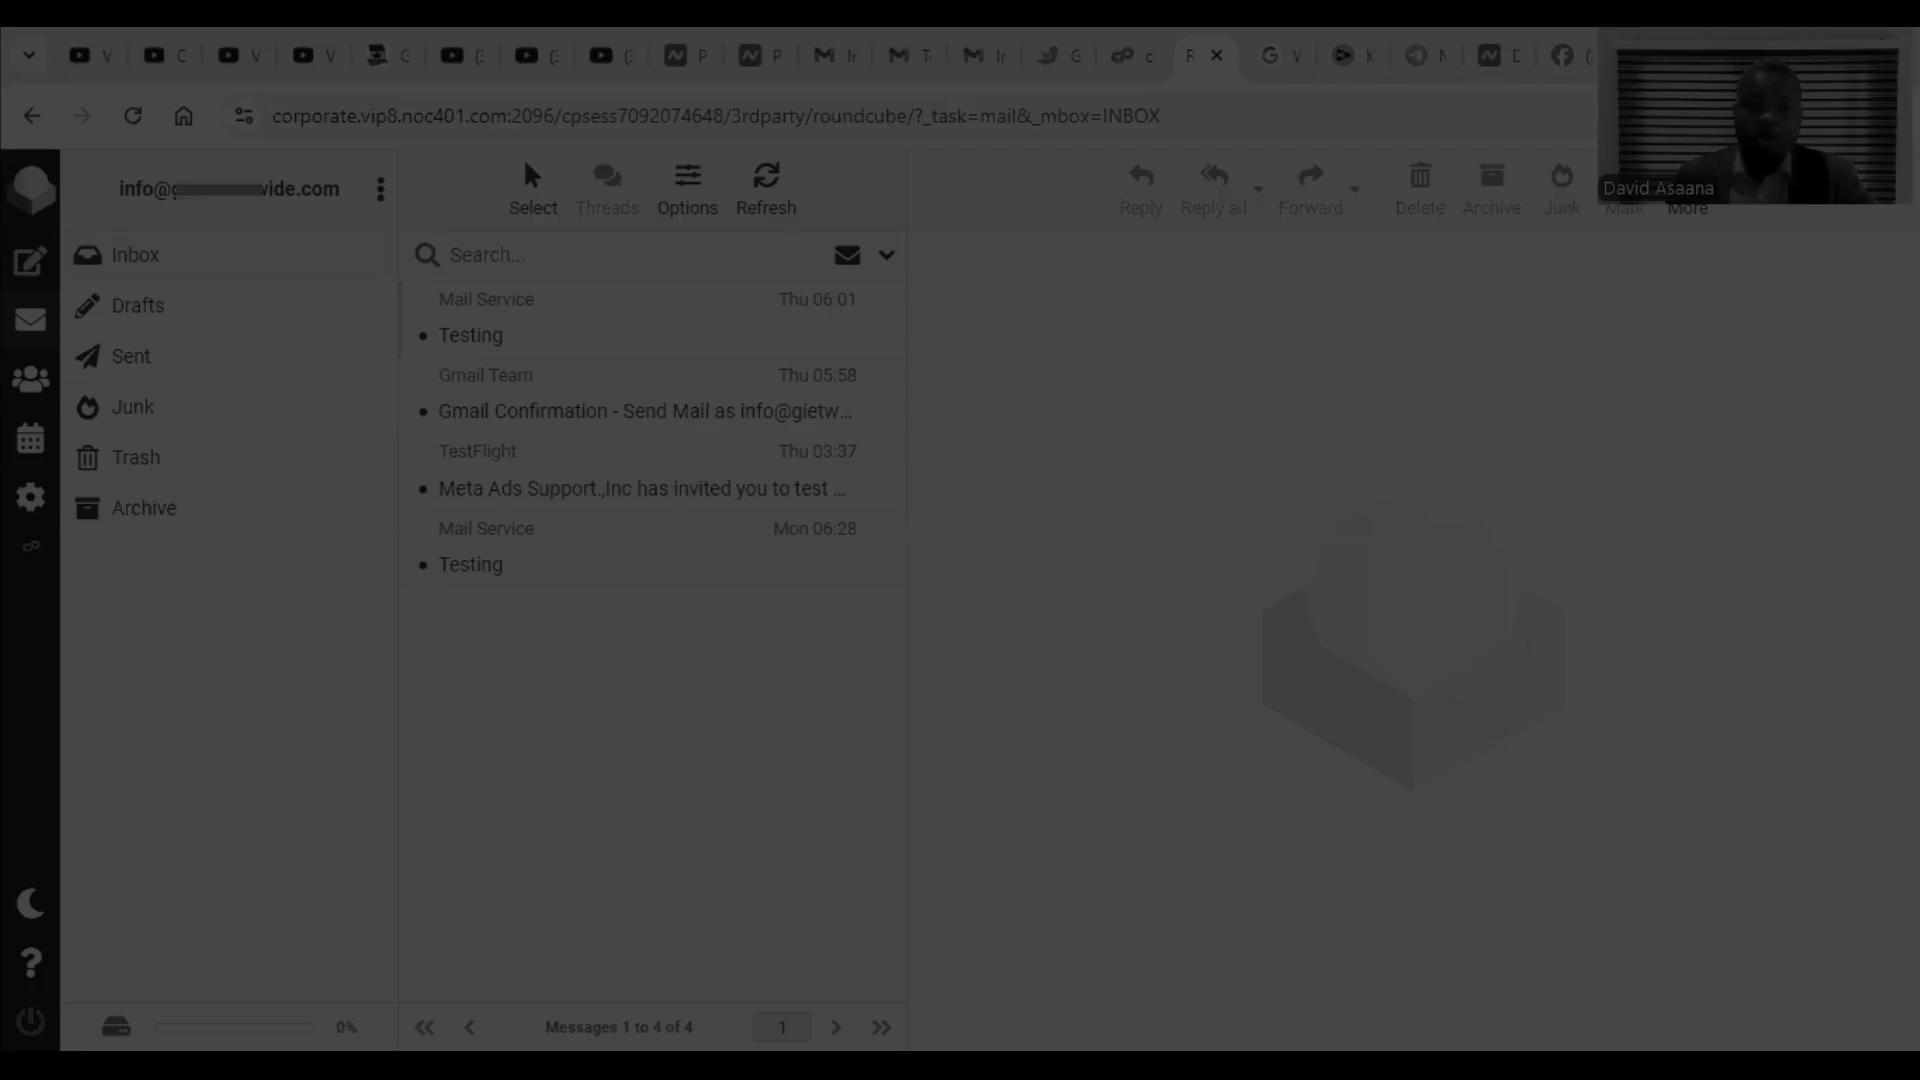 V
C
V
V
G
(
(
(
P
P
Ir
T
Ir
G
c
R
V
K
N
D
(
corporate.vip8.noc401.com:2096/cpsess7092074648/3rdparty/roundcube/?_task=mail&_mbox=INBOX
David Asaana
info@g vide.com
Select
Threads
Options
Refresh
Reply
Reply all
Forward
Delete
Archive
Junk
Mark
More
Inbox
Drafts
Sent
Junk
Trash
Archive
Search...
Mail Service Thu 06:01
Testing
Gmail Team Thu 05:58
Gmail Confirmation - Send Mail as info@gietw...
TestFlight Thu 03:37
Meta Ads Support.,Inc has invited you to test ...
Mail Service Mon 06:28
Testing
0%
Messages 1 to 4 of 4
1